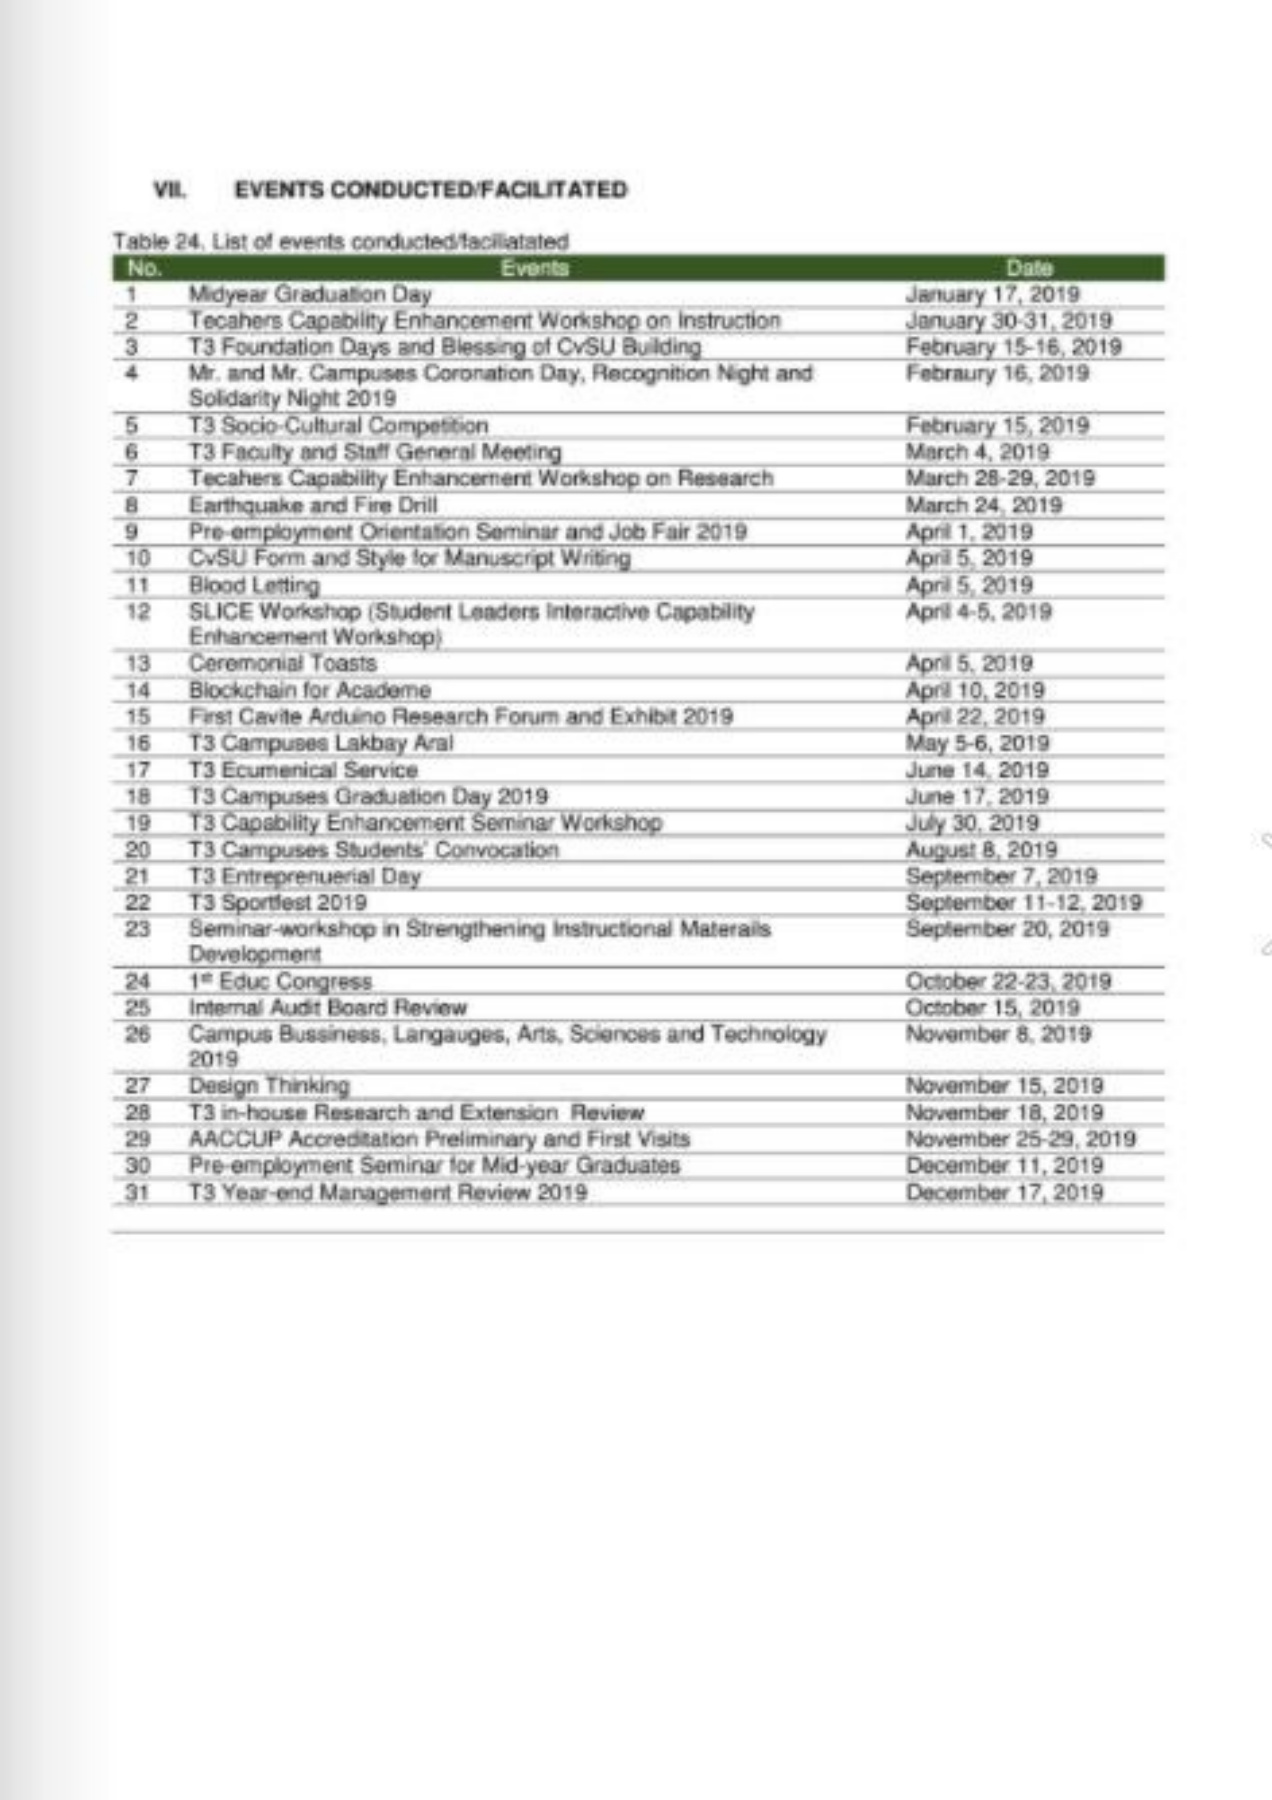 VII. EVENTS CONDUCTED/FACILITATED
Table 24. List of events conducted/faciliatated
No. Events Date
1 Midyear Graduation Day January 17, 2019
2 Tecahers Capability Enhancement Workshop on Instruction January 30-31, 2019
3 T3 Foundation Days and Blessing of CvSU Building February 15-16, 2019
4 Mr. and Mr. Campuses Coronation Day, Recognition Night and Febraury 16, 2019
Solidarity Night 2019
5 T3 Socio-Cultural Competition February 15, 2019
6 T3 Faculty and Staff General Meeting March 4, 2019
7 Tecahers Capability Enhancement Workshop on Research March 28-29, 2019
8 Earthquake and Fire Drill March 24, 2019
9 Pre-employment Orientation Seminar and Job Fair 2019 April 1, 2019
10 CvSU Form and Style for Manuscript Writing April 5, 2019
11 Blood Letting April 5, 2019
12 SLICE Workshop (Student Leaders Interactive Capability April 4-5, 2019
Enhancement Workshop)
13 Ceremonial Toasts April 5, 2019
14 Blockchain for Academe April 10, 2019
15 First Cavite Arduino Research Forum and Exhibit 2019 April 22, 2019
16 T3 Campuses Lakbay Aral May 5-6, 2019
17 T3 Ecumenical Service June 14, 2019
18 T3 Campuses Graduation Day 2019 June 17, 2019
19 T3 Capability Enhancement Seminar Workshop July 30, 2019
20 T3 Campuses Students' Convocation August 8, 2019
21 T3 Entreprenuerial Day September 7, 2019
22 T3 Sportfest 2019 September 11-12, 2019
23 Seminar-workshop in Strengthening Instructional Materails September 20, 2019
Development
24 1st Educ Congress October 22-23, 2019
25 Internal Audit Board Review October 15, 2019
26 Campus Bussiness, Langauges, Arts, Sciences and Technology November 8, 2019
2019
27 Design Thinking November 15, 2019
28 T3 in-house Research and Extension Review November 18, 2019
29 AACCUP Accreditation Preliminary and First Visits November 25-29, 2019
30 Pre-employment Seminar for Mid-year Graduates December 11, 2019
31 T3 Year-end Management Review 2019 December 17, 2019